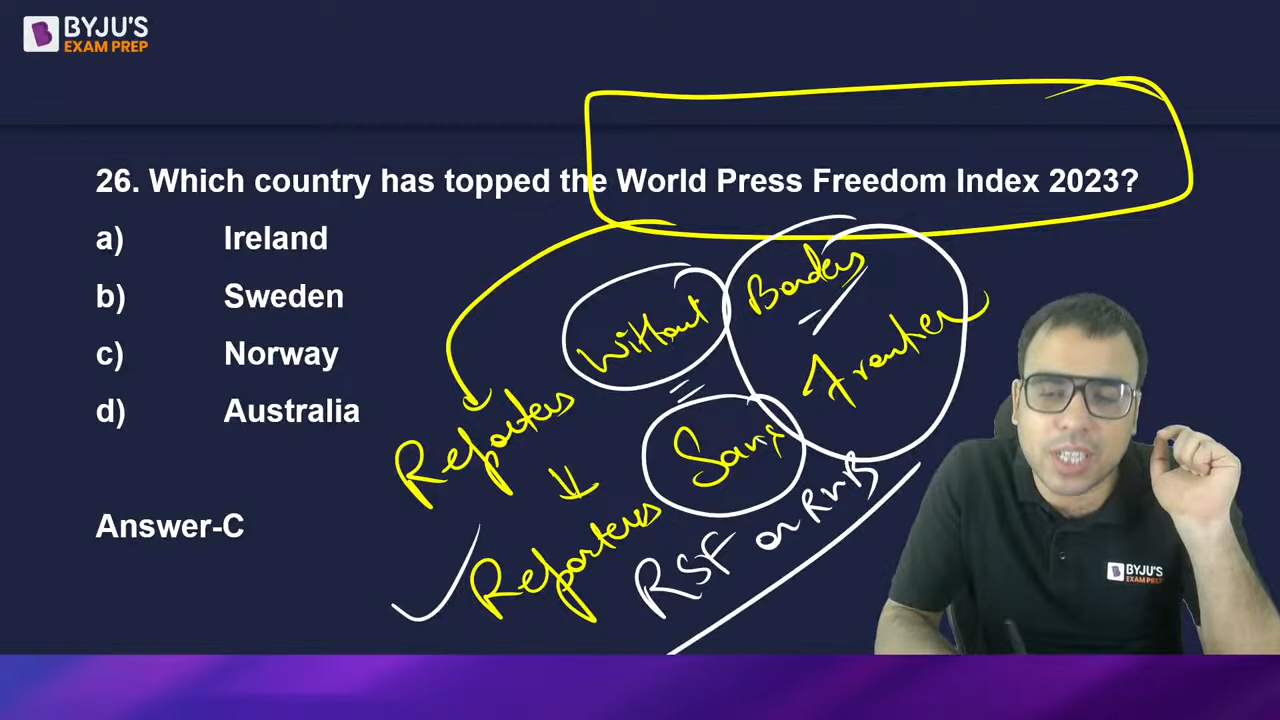 BYJU'S
EXAM PREP
26. Which country has topped the World Press Freedom Index 2023?
a) Ireland
b) Sweden
c) Norway
d) Australia
Answer-C
Reporters Without Borders
Reporters Sans Frontier
RSF or RWB
BYJU'S
EXAM PREP